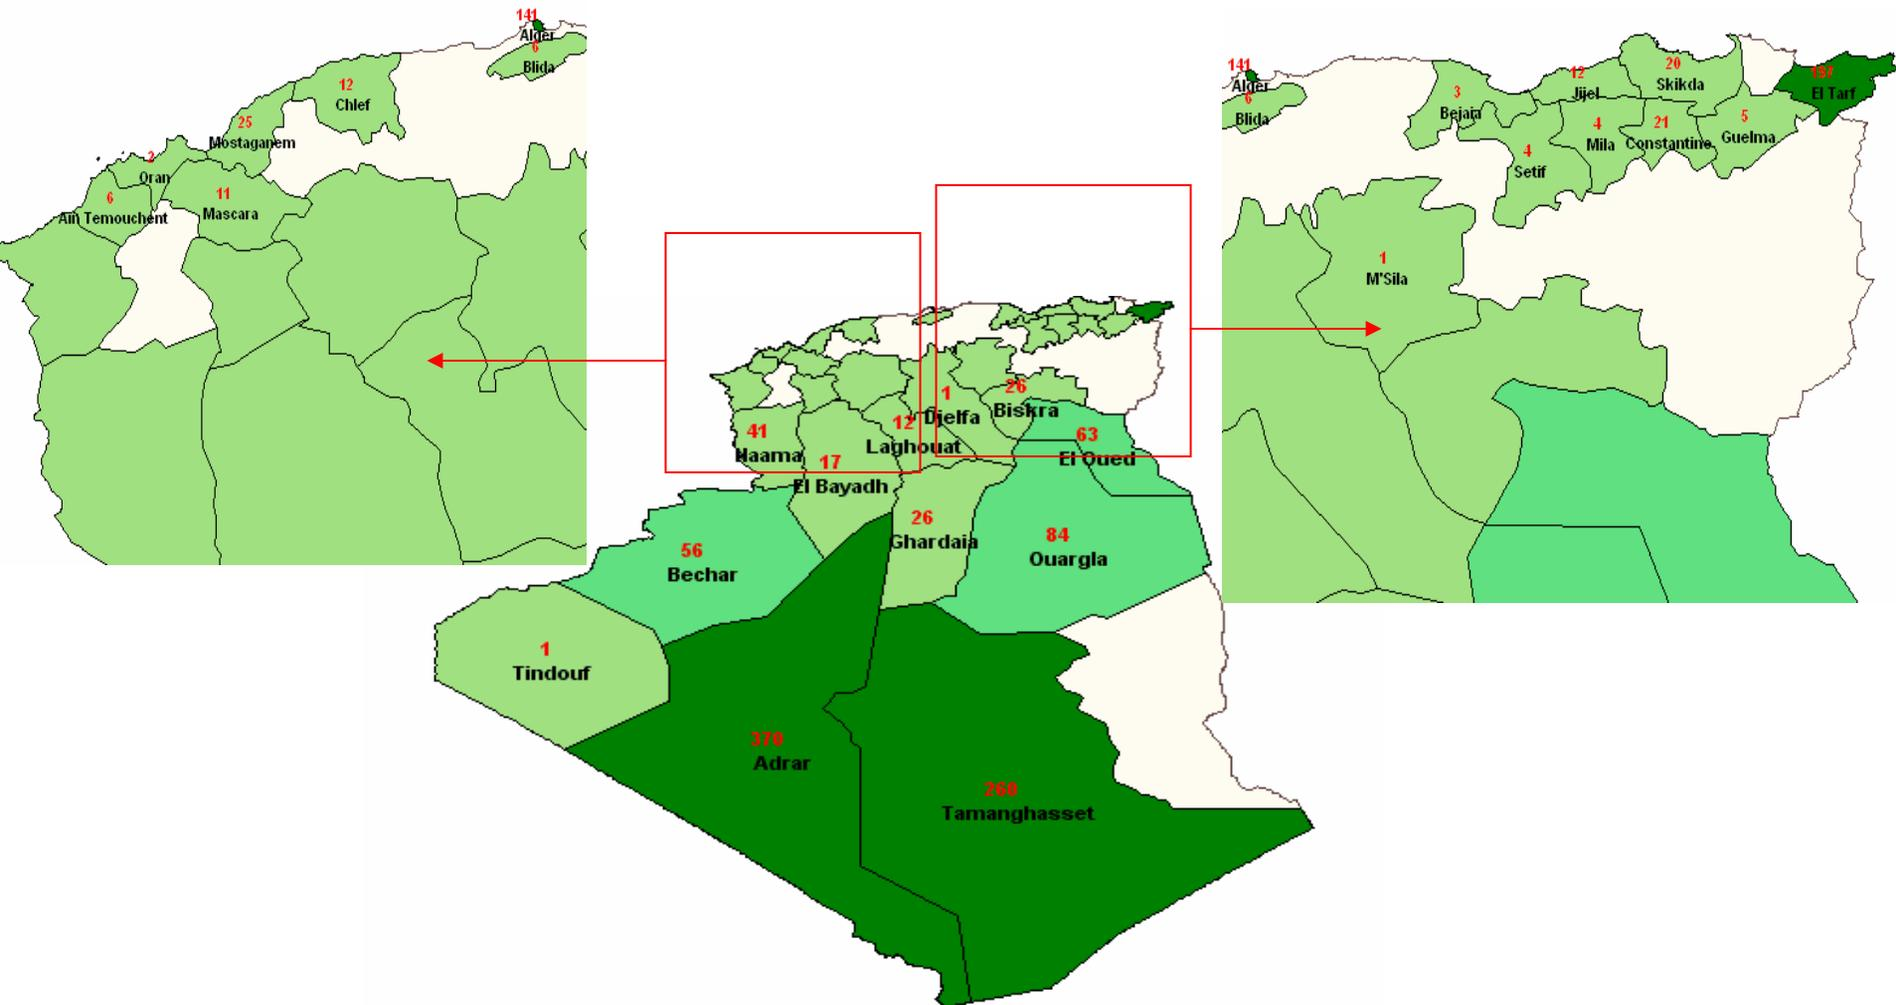 141
Alger
6
Blida
12
Chlef
25
Mostaganem
2
Oran
6
Ain Temouchent
11
Mascara
141
Alger
6
Blida
3
Bejaia
12
Jijel
20
Skikda
El Tarf
4
Setif
4
Mila
21
Constantine
5
Guelma
1
M'Sila
41
Naama
17
El Bayadh
12
Laghouat
1
Djelfa
26
Biskra
63
El Oued
56
Bechar
26
Ghardaia
84
Ouargla
1
Tindouf
Adrar
Tamanghasset